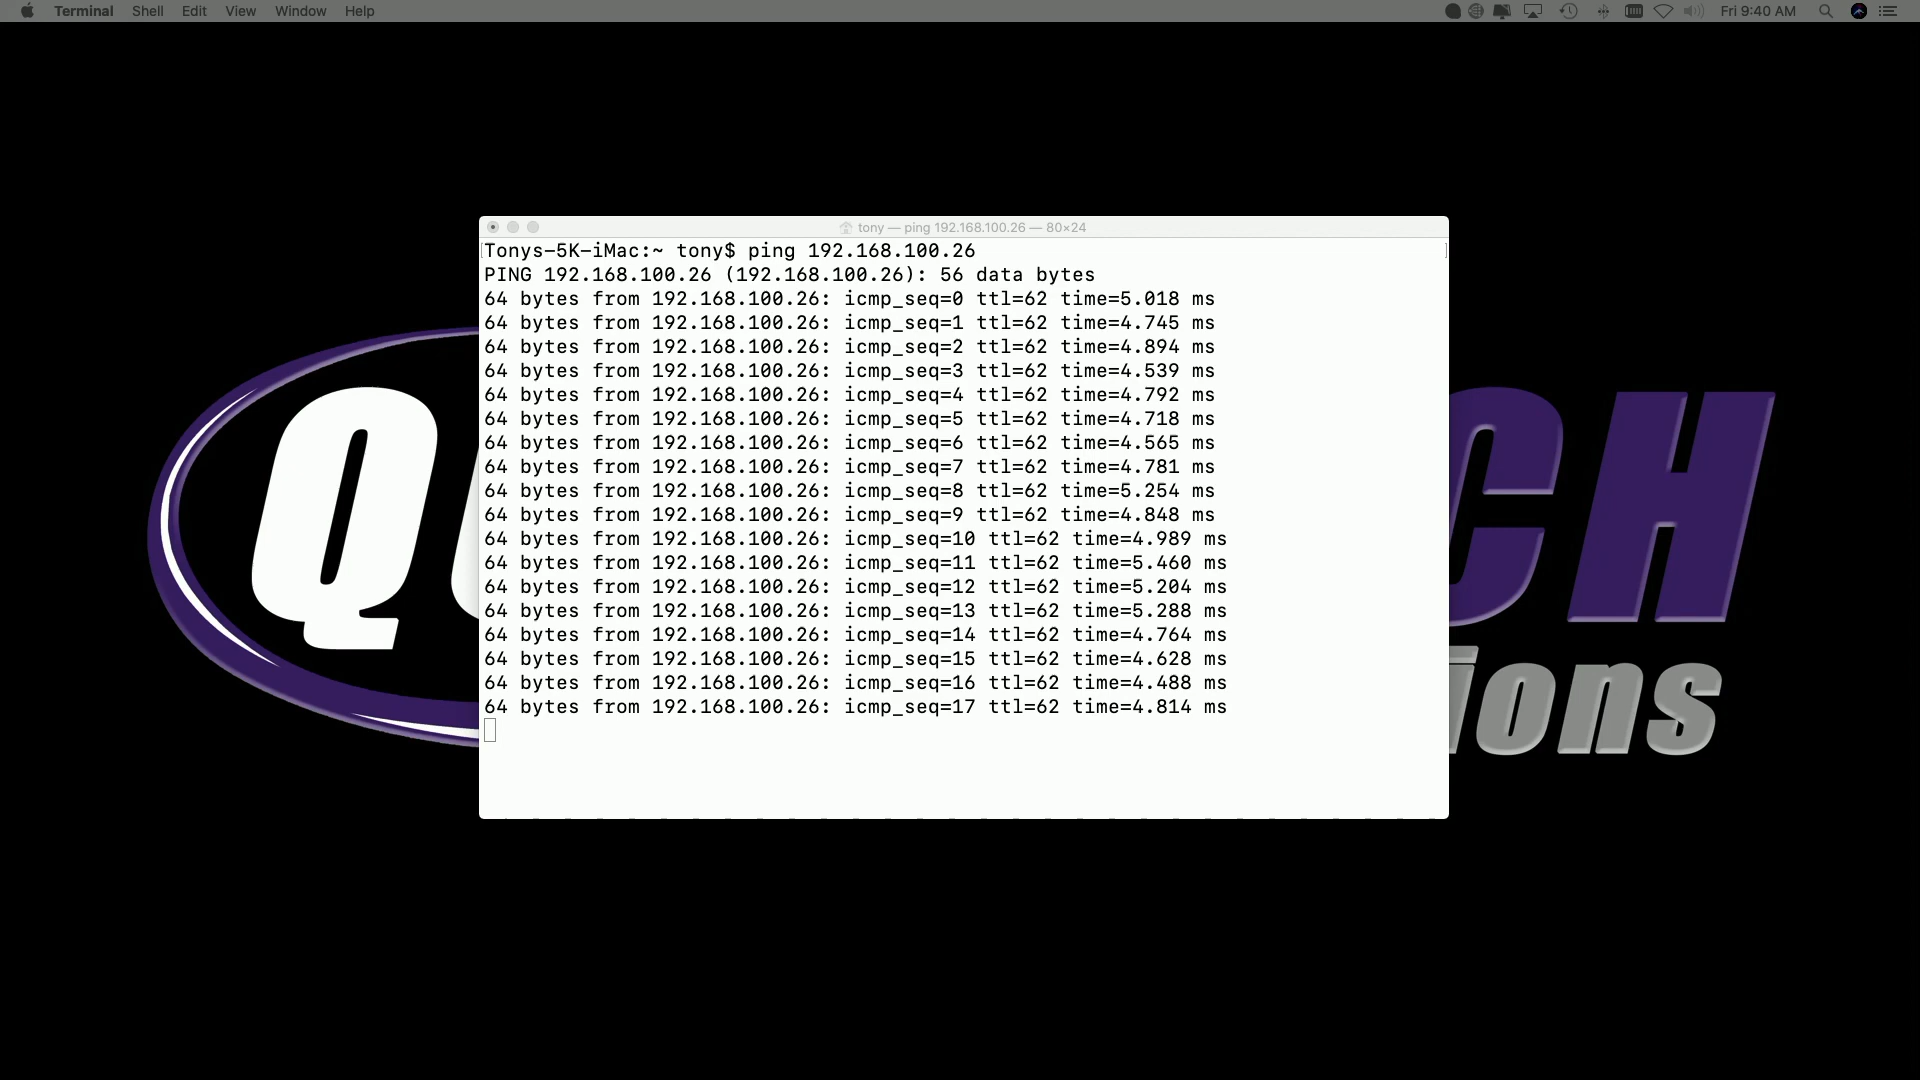 Terminal Shell Edit View Window Help Fri 9:40 AM
tony — ping 192.168.100.26 — 80×24
Tonys-5K-iMac:~ tony$ ping 192.168.100.26
PING 192.168.100.26 (192.168.100.26): 56 data bytes
64 bytes from 192.168.100.26: icmp_seq=0 ttl=62 time=5.018 ms
64 bytes from 192.168.100.26: icmp_seq=1 ttl=62 time=4.745 ms
64 bytes from 192.168.100.26: icmp_seq=2 ttl=62 time=4.894 ms
64 bytes from 192.168.100.26: icmp_seq=3 ttl=62 time=4.539 ms
64 bytes from 192.168.100.26: icmp_seq=4 ttl=62 time=4.792 ms
64 bytes from 192.168.100.26: icmp_seq=5 ttl=62 time=4.718 ms
64 bytes from 192.168.100.26: icmp_seq=6 ttl=62 time=4.565 ms
64 bytes from 192.168.100.26: icmp_seq=7 ttl=62 time=4.781 ms
64 bytes from 192.168.100.26: icmp_seq=8 ttl=62 time=5.254 ms
64 bytes from 192.168.100.26: icmp_seq=9 ttl=62 time=4.848 ms
64 bytes from 192.168.100.26: icmp_seq=10 ttl=62 time=4.989 ms
64 bytes from 192.168.100.26: icmp_seq=11 ttl=62 time=5.460 ms
64 bytes from 192.168.100.26: icmp_seq=12 ttl=62 time=5.204 ms
64 bytes from 192.168.100.26: icmp_seq=13 ttl=62 time=5.288 ms
64 bytes from 192.168.100.26: icmp_seq=14 ttl=62 time=4.764 ms
64 bytes from 192.168.100.26: icmp_seq=15 ttl=62 time=4.628 ms
64 bytes from 192.168.100.26: icmp_seq=16 ttl=62 time=4.488 ms
64 bytes from 192.168.100.26: icmp_seq=17 ttl=62 time=4.814 ms